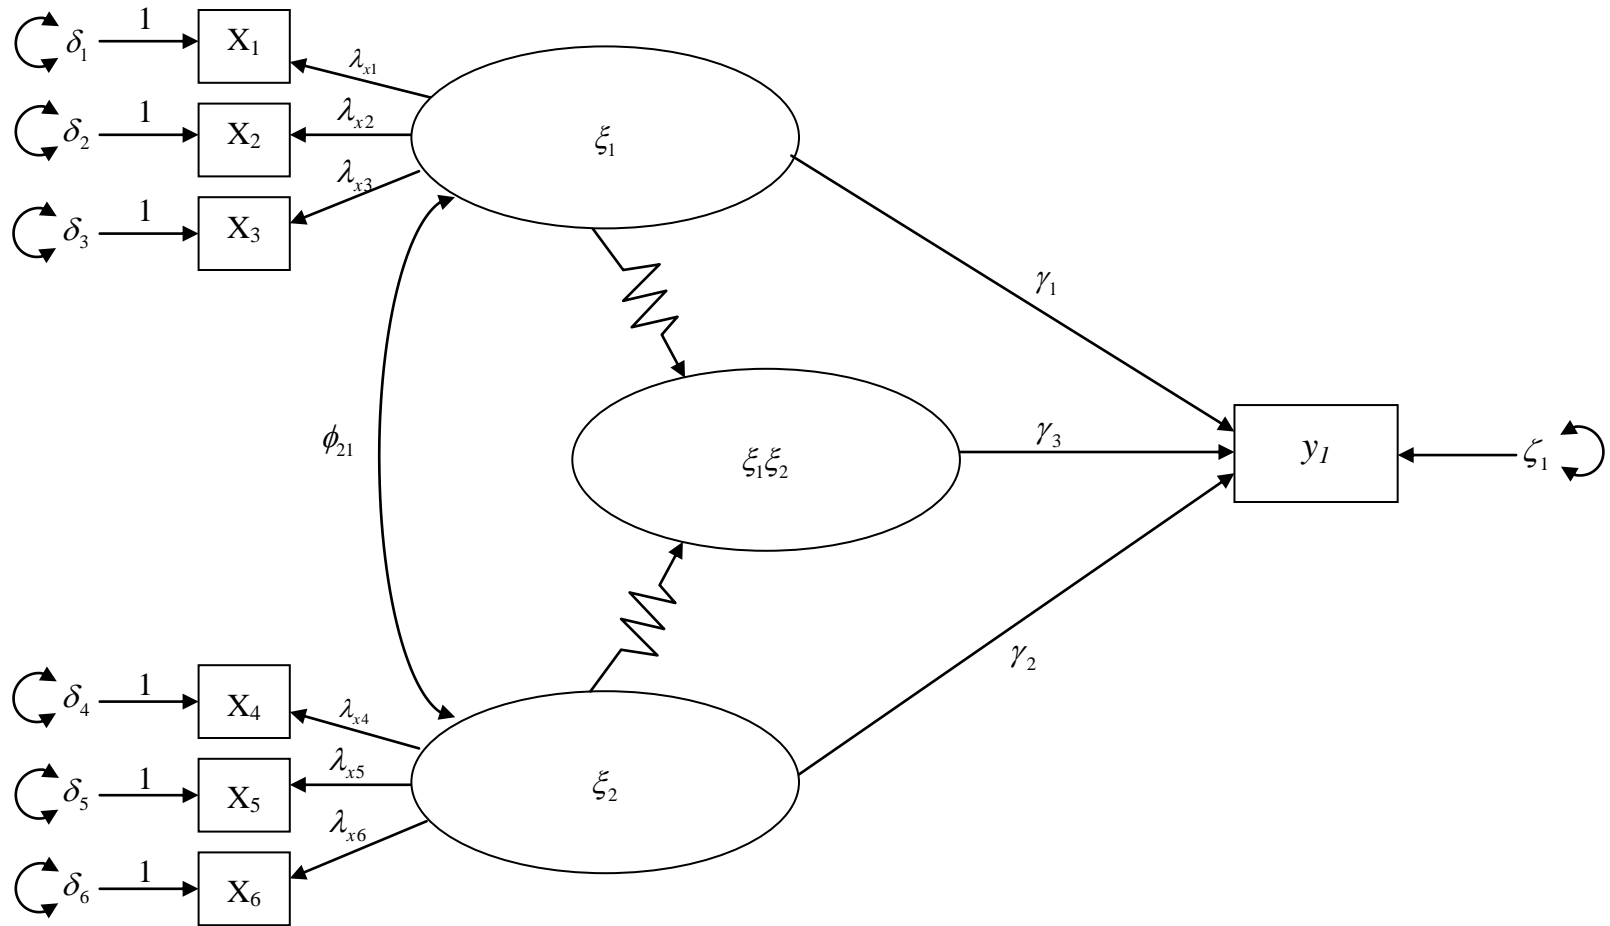 δ₁ 1 X₁ λₓ₁
δ₂ 1 X₂ λₓ₂ ξ₁
δ₃ 1 X₃ λₓ₃
γ₁
ϕ₂₁ ξ₁ξ₂ γ₃ y₁ ζ₁
γ₂
δ₄ 1 X₄ λₓ₄
δ₅ 1 X₅ λₓ₅ ξ₂
δ₆ 1 X₆ λₓ₆